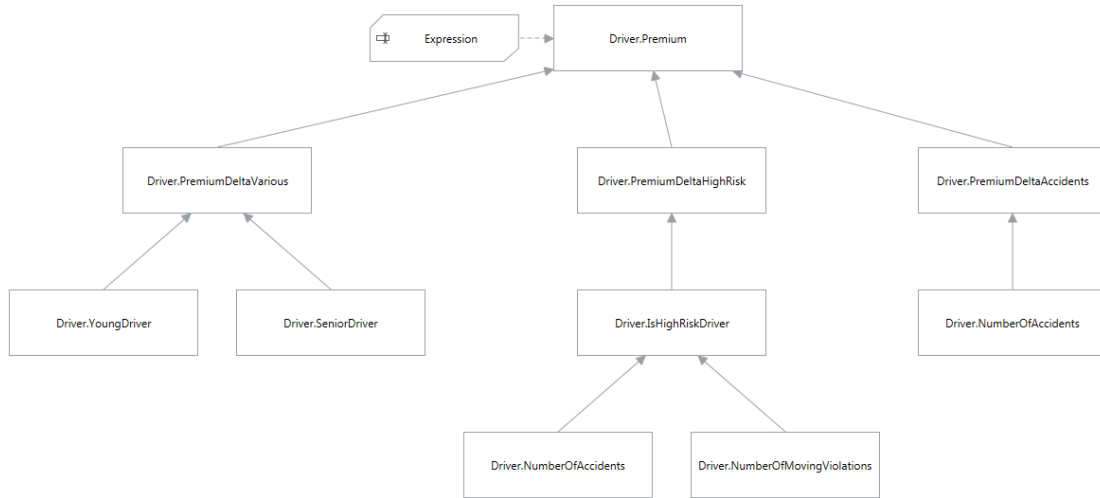 Expression
Driver.Premium
Driver.PremiumDeltaVarious
Driver.PremiumDeltaHighRisk
Driver.PremiumDeltaAccidents
Driver.YoungDriver
Driver.SeniorDriver
Driver.IsHighRiskDriver
Driver.NumberOfAccidents
Driver.NumberOfAccidents
Driver.NumberOfMovingViolations